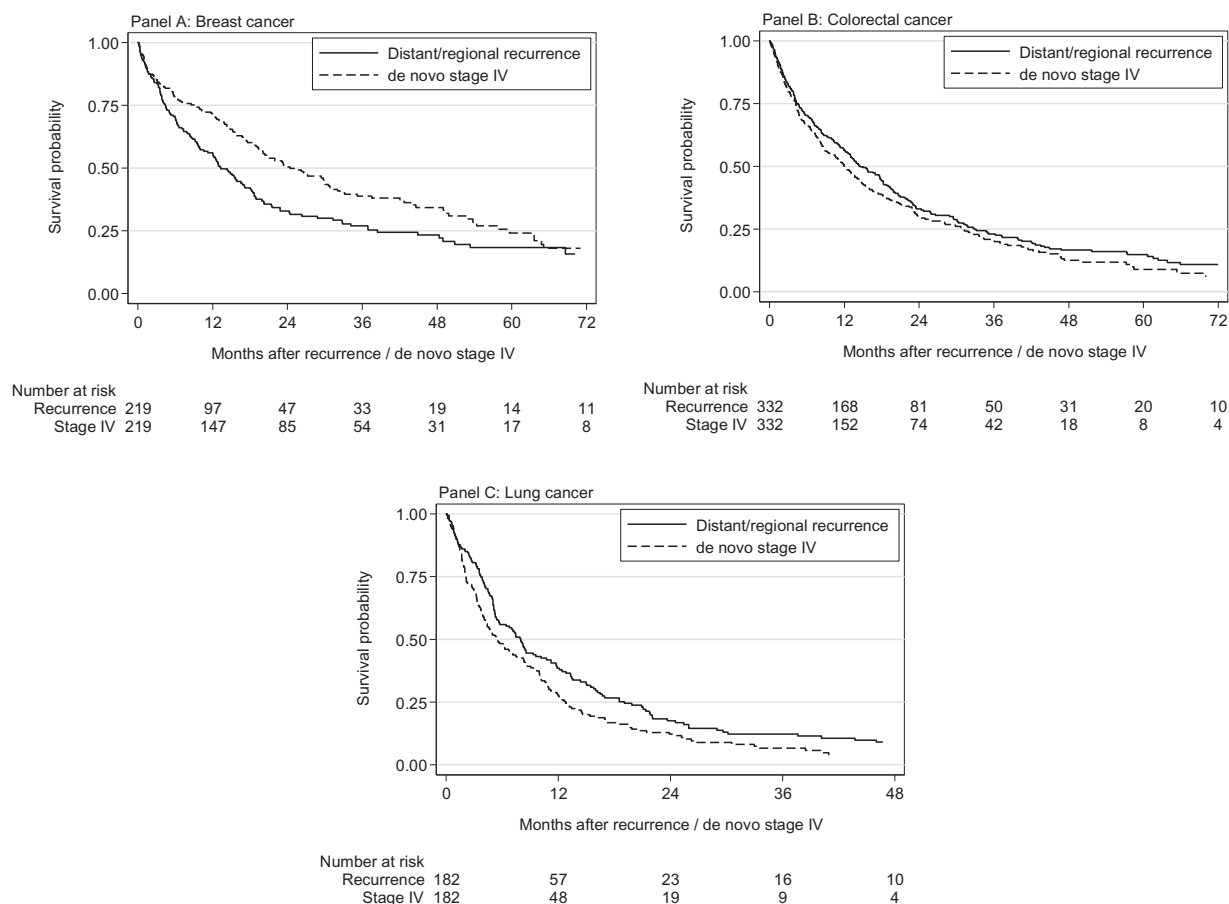 Panel A: Breast cancer
1.00
0.75
0.50
0.25
0.00
Survival probability
Distant/regional recurrence
de novo stage IV
0 12 24 36 48 60 72
Months after recurrence / de novo stage IV
Number at risk
Recurrence 219 97 47 33 19 14 11
Stage IV 219 147 85 54 31 17 8
Panel B: Colorectal cancer
1.00
0.75
0.50
0.25
0.00
Survival probability
Distant/regional recurrence
de novo stage IV
0 12 24 36 48 60 72
Months after recurrence / de novo stage IV
Number at risk
Recurrence 332 168 81 50 31 20 10
Stage IV 332 152 74 42 18 8 4
Panel C: Lung cancer
1.00
0.75
0.50
0.25
0.00
Survival probability
Distant/regional recurrence
de novo stage IV
0 12 24 36 48
Months after recurrence / de novo stage IV
Number at risk
Recurrence 182 57 23 16 10
Stage IV 182 48 19 9 4